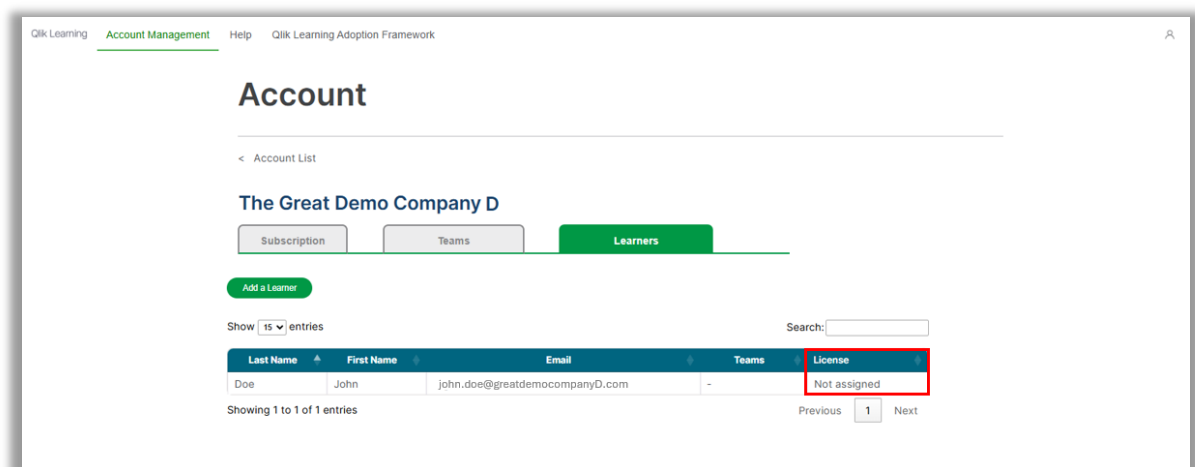 Qlik Learning Account Management Help Qlik Learning Adoption Framework
Account
< Account List
The Great Demo Company D
Subscription Teams Learners
Add a Learner
Show 15 entries Search:
Last Name First Name Email Teams License
Doe John john.doe@greatdemocompanyD.com - Not assigned
Showing 1 to 1 of 1 entries Previous 1 Next